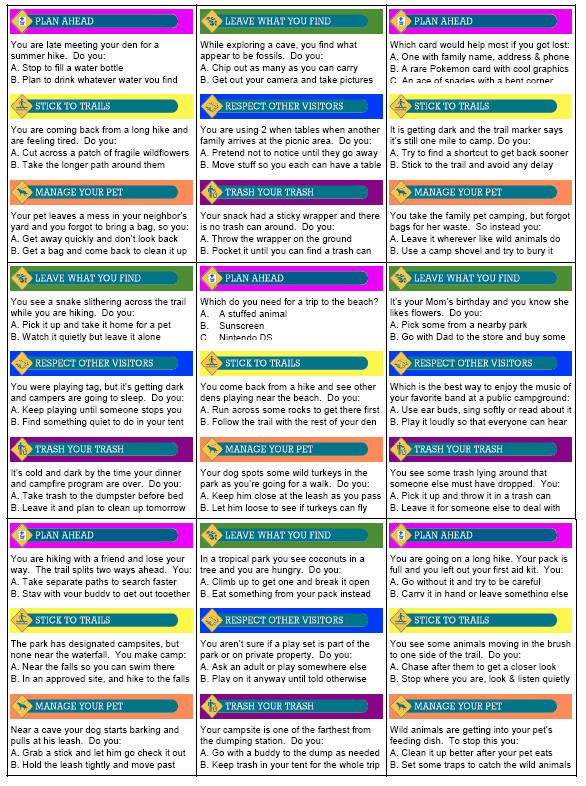 PLAN AHEAD
You are late meeting your den for a
summer hike.  Do you:
A. Stop to fill a water bottle
B. Plan to drink whatever water you find
STICK TO TRAILS
You are coming back from a long hike and
are feeling tired.  Do you:
A. Cut across a patch of fragile wildflowers
B. Take the longer path around them
MANAGE YOUR PET
Your pet leaves a mess in your neighbor's
yard and you forgot to bring a bag, so you:
A. Get away quickly and don't look back
B. Get a bag and come back to clean it up
LEAVE WHAT YOU FIND
While exploring a cave, you find what
appear to be fossils.  Do you:
A. Chip out as many as you can carry
B. Get out your camera and take pictures
RESPECT OTHER VISITORS
You are using 2 when tables when another
family arrives at the picnic area.  Do you:
A. Pretend not to notice until they go away
B. Move stuff so you each can have a table
TRASH YOUR TRASH
Your snack had a sticky wrapper and there
is no trash can around.  Do you:
A. Throw the wrapper on the ground
B. Pocket it until you can find a trash can
PLAN AHEAD
Which card would help most if you got lost:
A. One with family name, address & phone
B. A rare Pokemon card with cool graphics
C. An ace of spades with a bent corner
STICK TO TRAILS
It is getting dark and the trail marker says
it's still one mile to camp. Do you:
A. Try to find a shortcut to get back sooner
B. Stick to the trail and avoid any delay
MANAGE YOUR PET
You take the family pet camping, but forgot
bags for her waste.  So instead you:
A. Leave it wherever like wild animals do
B. Use a camp shovel and try to bury it
LEAVE WHAT YOU FIND
You see a snake slithering across the trail
while you are hiking.  Do you:
A. Pick it up and take it home for a pet
B. Watch it quietly but leave it alone
RESPECT OTHER VISITORS
You were playing tag, but it's getting dark
and campers are going to sleep.  Do you:
A. Keep playing until someone stops you
B. Find something quiet to do in your tent
TRASH YOUR TRASH
It's cold and dark by the time your dinner
and campfire program are over.  Do you:
A. Take trash to the dumpster before bed
B. Leave it and plan to clean up tomorrow
PLAN AHEAD
Which do you need for a trip to the beach?
A. A stuffed animal
B. Sunscreen
C. Nintendo DS
STICK TO TRAILS
You come back from a hike and see other
dens playing near the beach.  Do you:
A. Run across some rocks to get there first
B. Follow the trail with the rest of your den
MANAGE YOUR PET
Your dog spots some wild turkeys in the
park as you're going for a walk.  Do you:
A. Keep him close at the leash as you pass
B. Let him loose to see if turkeys can fly
LEAVE WHAT YOU FIND
It's your Mom's birthday and you know she
likes flowers.  Do you:
A. Pick some from a nearby park
B. Go with Dad to the store and buy some
RESPECT OTHER VISITORS
Which is the best way to enjoy the music of
your favorite band at a public campground:
A. Use ear buds, sing softly or read about it
B. Play it loudly so that everyone can hear
TRASH YOUR TRASH
You see some trash lying around that
someone else must have dropped.  You:
A. Pick it up and throw it in a trash can
B. Leave it for someone else to deal with
PLAN AHEAD
You are hiking with a friend and lose your
way.  The trail splits two ways ahead.  You:
A. Take separate paths to search faster
B. Stay with your buddy to get out together
STICK TO TRAILS
The park has designated campsites, but
none near the waterfall.  You make camp:
A. Near the falls so you can swim there
B. In an approved site, and hike to the falls
MANAGE YOUR PET
Near a cave your dog starts barking and
pulls at his leash.  Do you:
A. Grab a stick and let him go check it out
B. Hold the leash tightly and move past
LEAVE WHAT YOU FIND
In a tropical park you see coconuts in a
tree and you are hungry.  Do you:
A. Climb up to get one and break it open
B. Eat something from your pack instead
RESPECT OTHER VISITORS
You aren't sure if a play set is part of the
park or on private property.  Do you:
A. Ask an adult or play somewhere else
B. Play on it anyway until told otherwise
TRASH YOUR TRASH
Your campsite is one of the farthest from
the dumping station.  Do you:
A. Go with a buddy to the dump as needed
B. Keep trash in your tent for the whole trip
PLAN AHEAD
You are going on a long hike. Your pack is
full and you left out your first aid kit.  You:
A. Go without it and try to be careful
B. Carry it in hand or leave something else
STICK TO TRAILS
You see some animals moving in the brush
to one side of the trail.  Do you:
A. Chase after them to get a closer look
B. Stop where you are, look & listen quietly
MANAGE YOUR PET
Wild animals are getting into your pet's
feeding dish.  To stop this you:
A. Clean it up better after your pet eats
B. Set some traps to catch the wild animals